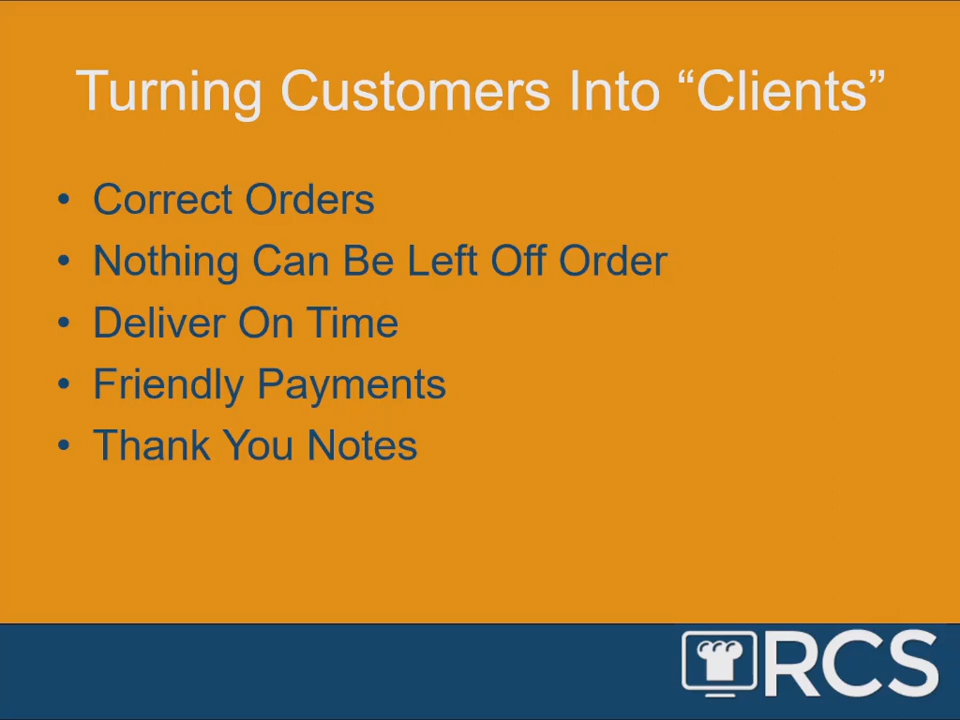 Turning Customers Into “Clients”
• Correct Orders
• Nothing Can Be Left Off Order
• Deliver On Time
• Friendly Payments
• Thank You Notes
RCS